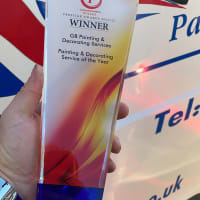 P
WINNER
GB Painting &
Decorating Services
Painting & Decorating
Service of the Year
Pa
Tel:
.uk